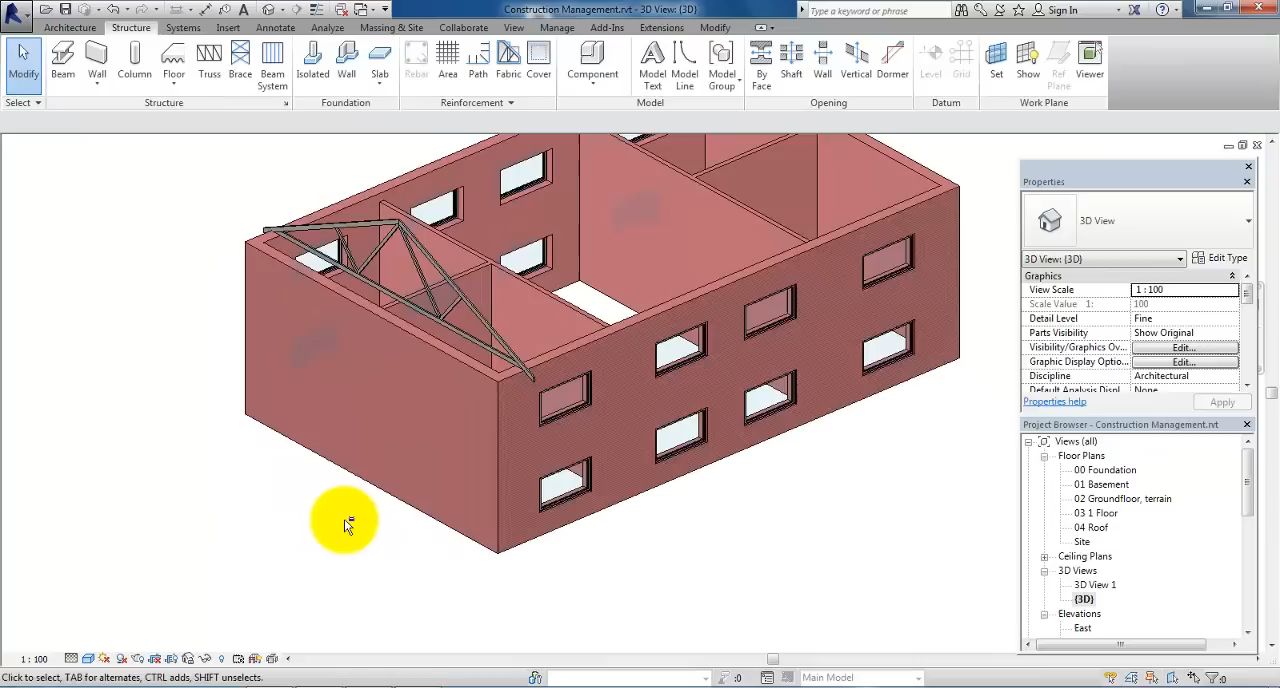 Construction Management.rvt - 3D View: {3D}
Type a keyword or phrase
Sign In
Architecture Structure Systems Insert Annotate Analyze Massing & Site Collaborate View Manage Add-Ins Extensions Modify
Modify Beam Wall Column Floor Truss Brace Beam System Isolated Wall Slab Rebar Area Path Fabric Cover Component Model Text Model Line Model Group By Face Shaft Wall Vertical Dormer Level Grid Set Show Ref Plane Viewer
Select Structure Foundation Reinforcement Model Opening Datum Work Plane
Properties
3D View
3D View: {3D} Edit Type
Graphics
View Scale 1 : 100
Scale Value 1: 100
Detail Level Fine
Parts Visibility Show Original
Visibility/Graphics Ov... Edit...
Graphic Display Optio... Edit...
Discipline Architectural
Default Analysis Displ... None
Properties help Apply
Project Browser - Construction Management.rvt
Views (all)
Floor Plans
00 Foundation
01 Basement
02 Groundfloor, terrain
03 1 Floor
04 Roof
Site
Ceiling Plans
3D Views
3D View 1
{3D}
Elevations
East
1 : 100
Click to select, TAB for alternates, CTRL adds, SHIFT unselects.
:0
Main Model
:0